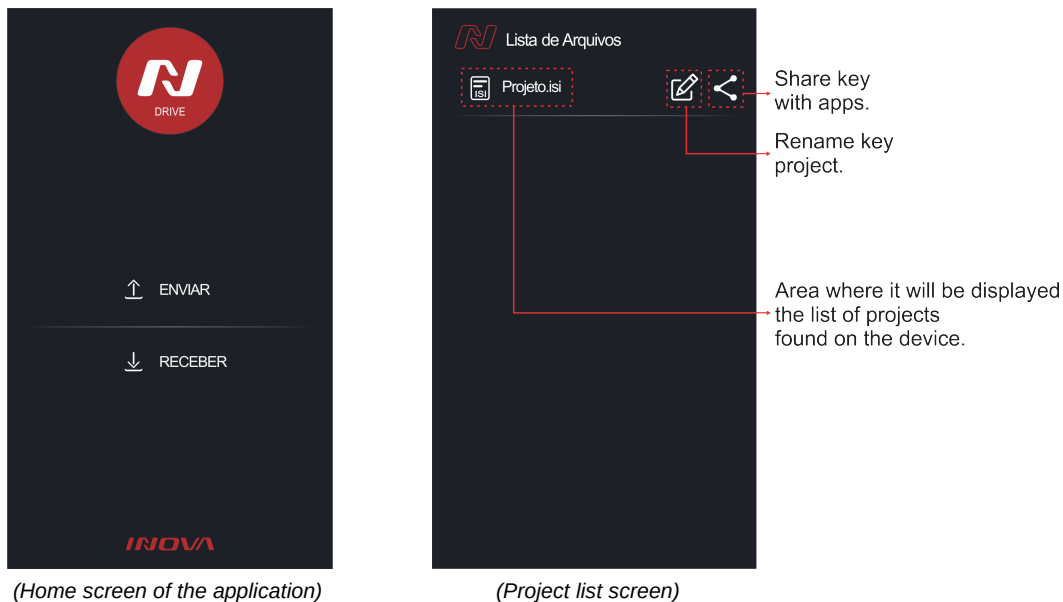 DRIVE
ENVIAR
RECEBER
INOVA
(Home screen of the application)
Lista de Arquivos
ISI
Projeto.isi
Share key
with apps.
Rename key
project.
Area where it will be displayed
the list of projects
found on the device.
(Project list screen)